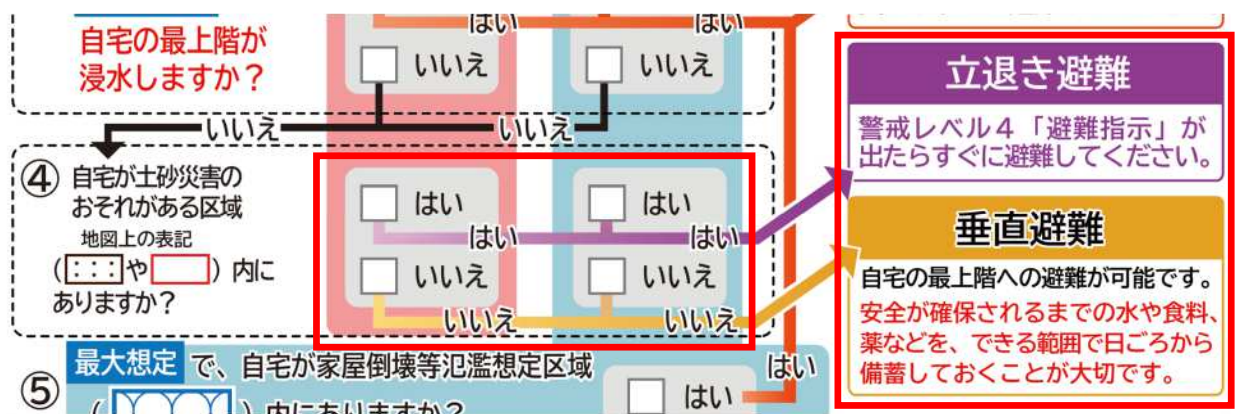 はい
はい
自宅の最上階が
浸水しますか？
いいえ
いいえ
いいえ
いいえ
立退き避難
警戒レベル4「避難指示」が
出たらすぐに避難してください。
④ 自宅が土砂災害の
おそれがある区域
地図上の表記
( や ) 内に
ありますか？
はい
はい
はい
はい
いいえ
いいえ
いいえ
いいえ
垂直避難
自宅の最上階への避難が可能です。
安全が確保されるまでの水や食料、
薬などを、できる範囲で日ごろから
備蓄しておくことが大切です。
⑤ 最大想定 で、自宅が家屋倒壊等氾濫想定区域
( ) 内にありますか？
はい
はい